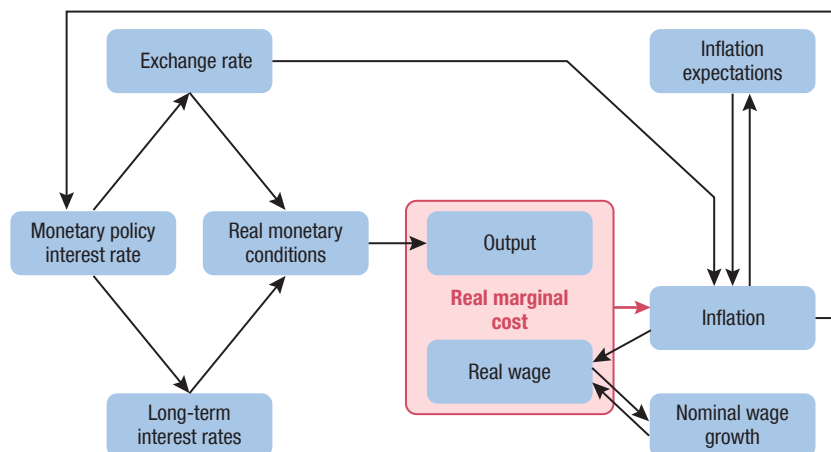 Exchange rate
Inflation
expectations
Monetary policy
interest rate
Real monetary
conditions
Output
Real marginal
cost
Inflation
Real wage
Long-term
interest rates
Nominal wage
growth